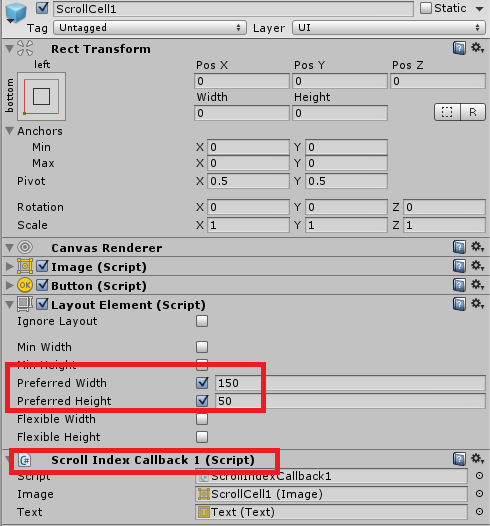 ScrollCell1 Static
Tag Untagged Layer UI
Rect Transform
left Pos X Pos Y Pos Z
bottom 0 0 0
Width Height
0 0 R
Anchors
Min X 0 Y 0
Max X 0 Y 0
Pivot X 0.5 Y 0.5
Rotation X 0 Y 0 Z 0
Scale X 1 Y 1 Z 1
Canvas Renderer
Image (Script)
OK Button (Script)
Layout Element (Script)
Ignore Layout
Min Width
Min Height
Preferred Width 150
Preferred Height 50
Flexible Width
Flexible Height
C# Scroll Index Callback 1 (Script)
Script ScrollIndexCallback1
Image ScrollCell1 (Image)
Text Text (Text)